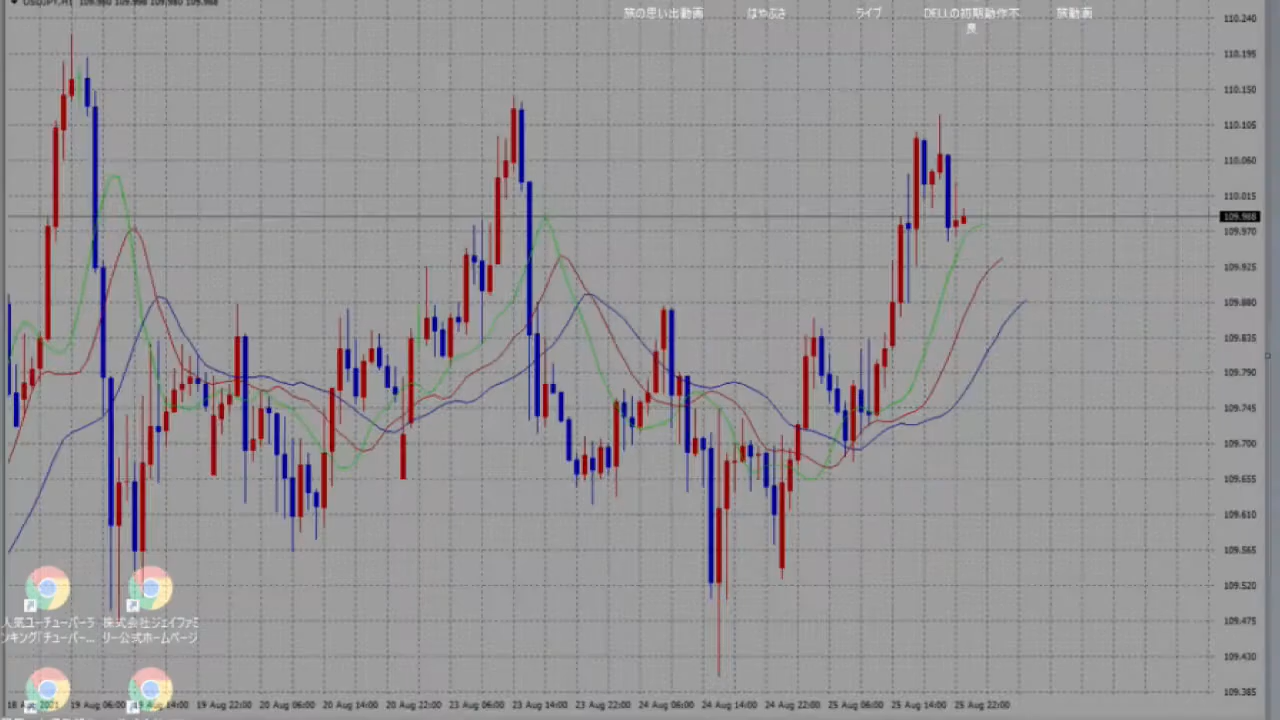 USDJPY,H1 109.980 109.998 109.980 109.988
旅の思い出動画
はやぶさ
ライブ
DELLの初期動作不
良
旅動画
110.240
110.195
110.150
110.105
110.060
110.015
109.988
109.970
109.925
109.880
109.835
109.790
109.745
109.700
109.655
109.610
109.565
109.520
109.475
109.430
109.385
人気ユーチューバーラ
ンキング「チューバー...
株式会社ジェイファミ
リー公式ホームページ
18 Aug 2021
19 Aug 06:00
19 Aug 14:00
19 Aug 22:00
20 Aug 06:00
20 Aug 14:00
20 Aug 22:00
23 Aug 06:00
23 Aug 14:00
23 Aug 22:00
24 Aug 06:00
24 Aug 14:00
24 Aug 22:00
25 Aug 06:00
25 Aug 14:00
25 Aug 22:00